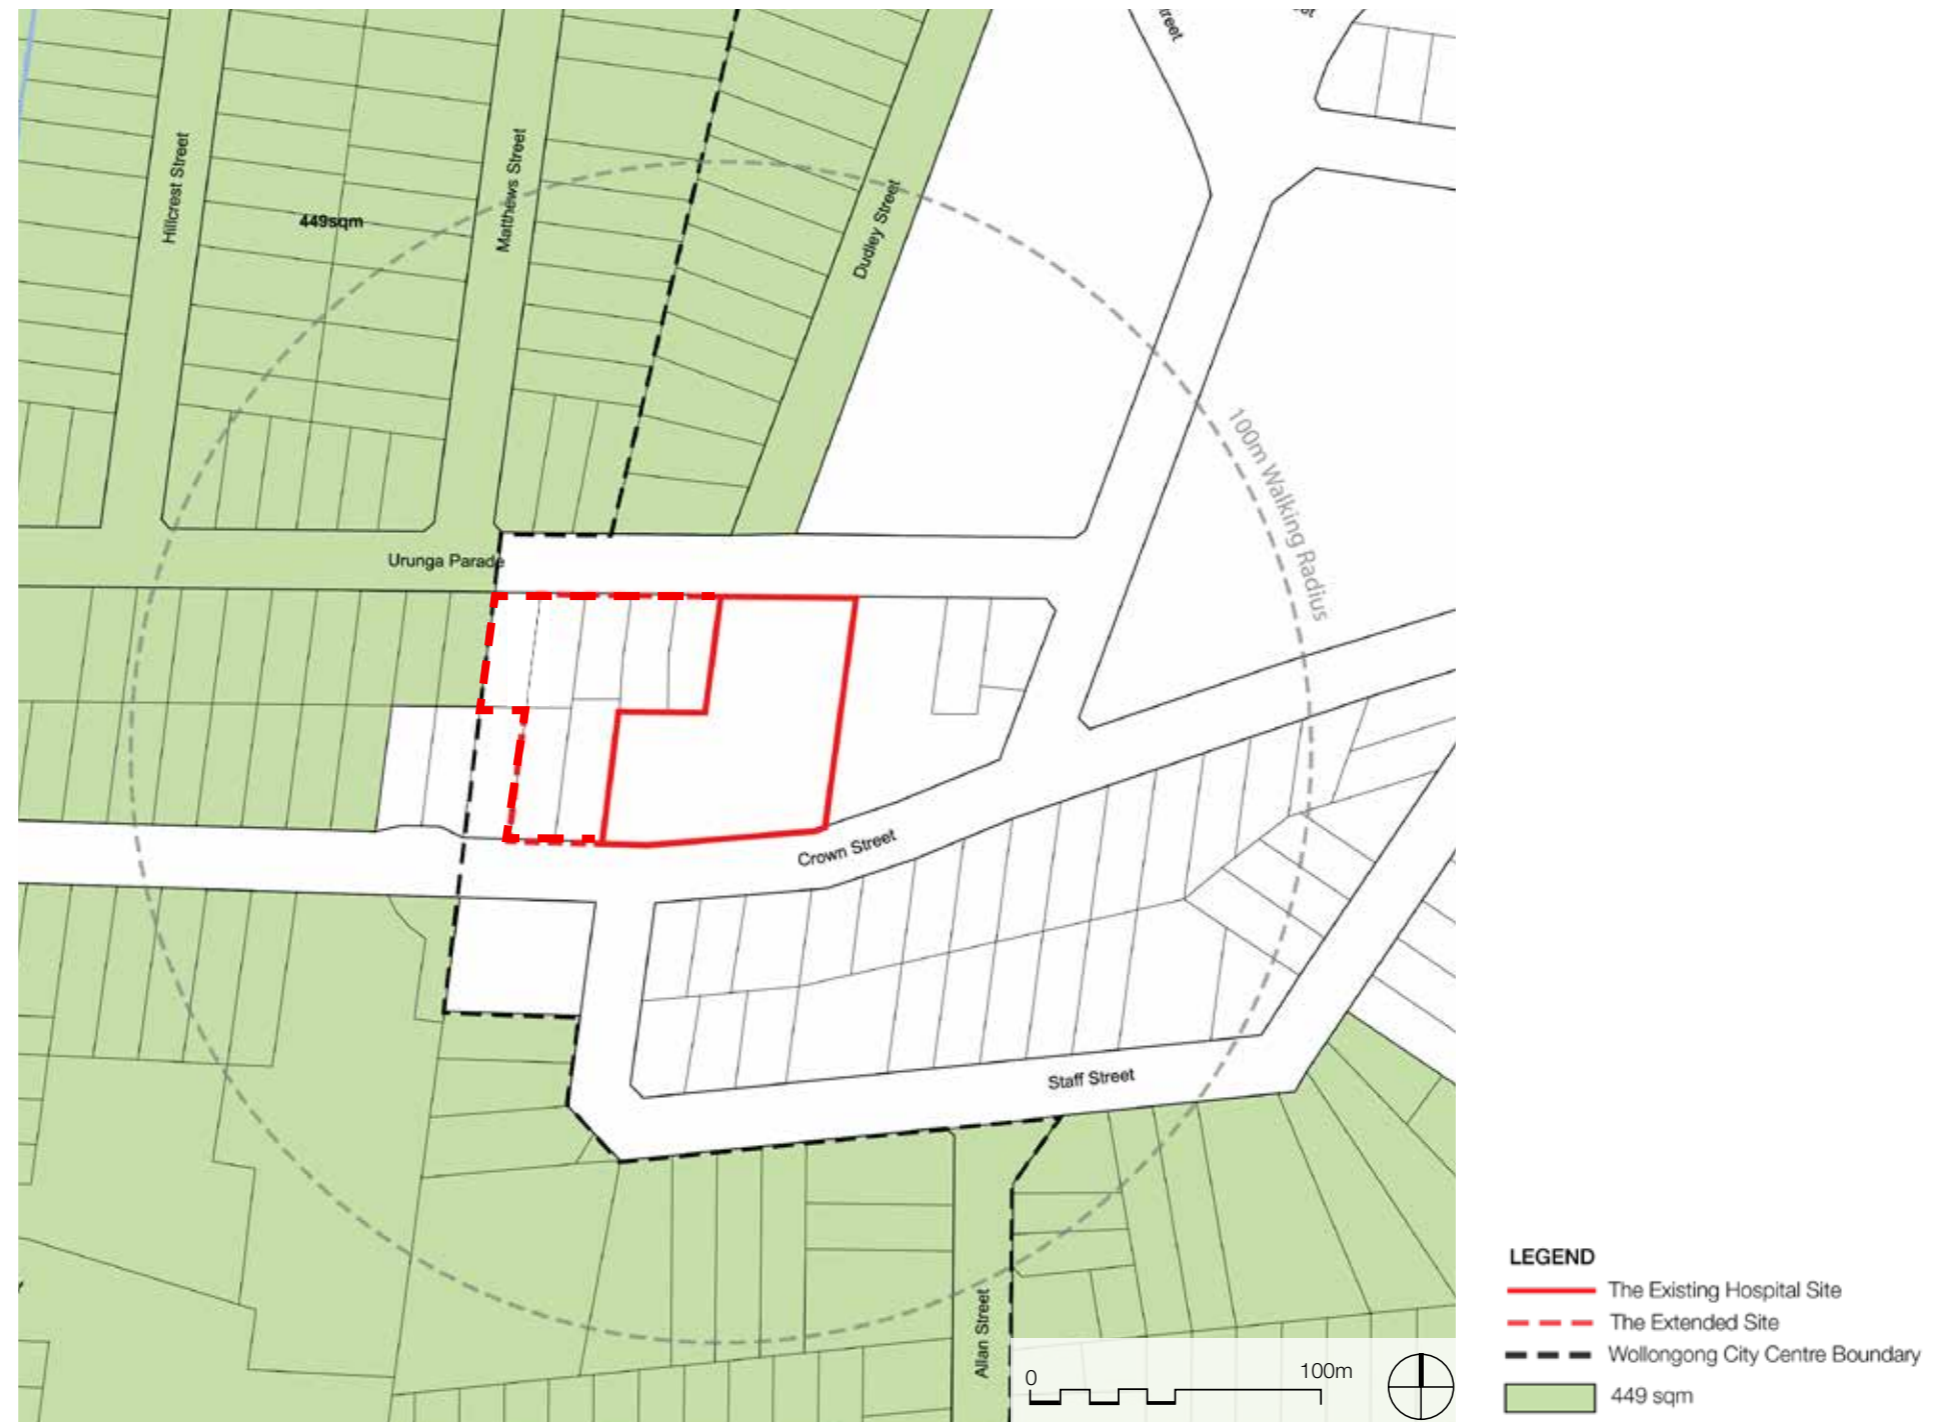 Hillcrest Street
449sqm
Matthews Street
Dudley Street
100m Walking Radius
Urunga Parade
Crown Street
Staff Street
Allan Street
0
100m
LEGEND
The Existing Hospital Site
The Extended Site
Wollongong City Centre Boundary
449 sqm